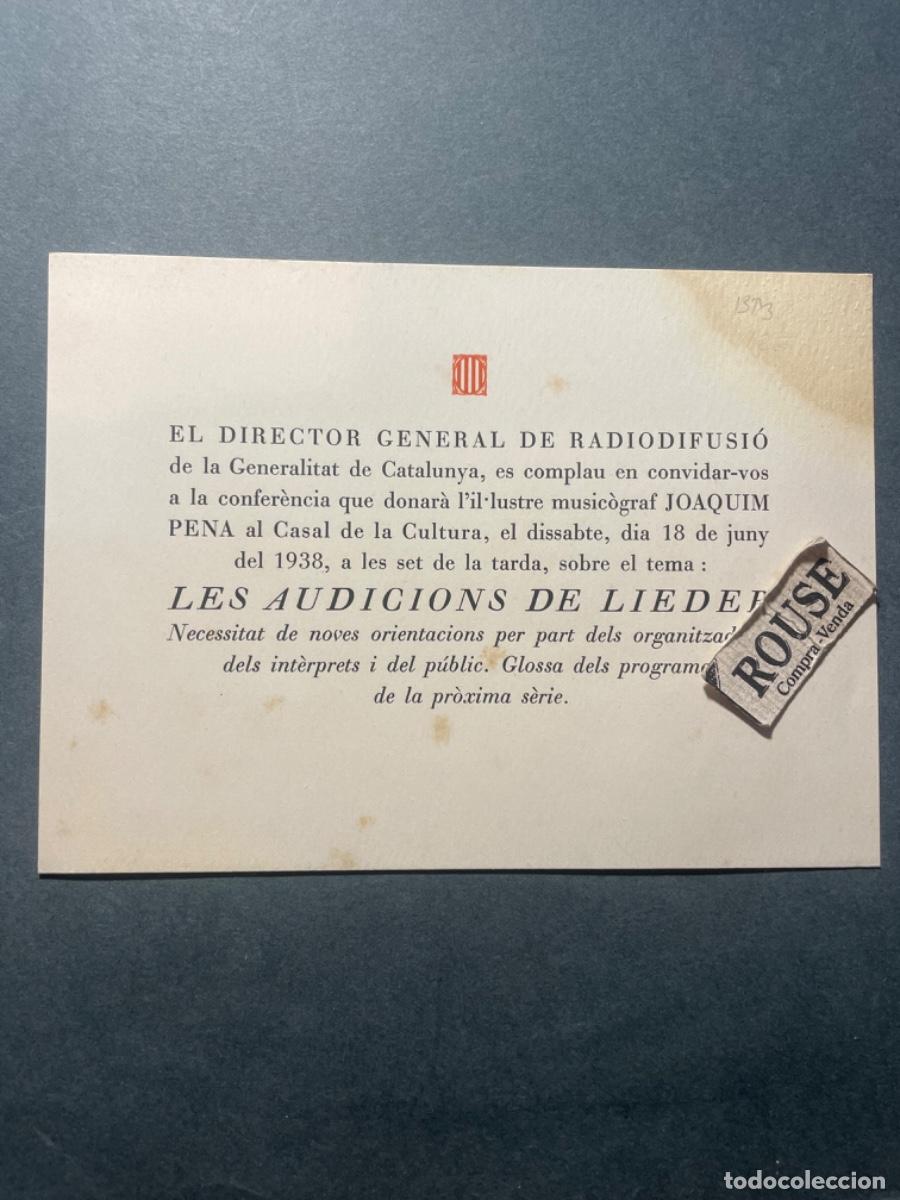 EL DIRECTOR GENERAL DE RADIODIFUSIÓ
de la Generalitat de Catalunya, es complau en convidar-vos
a la conferència que donarà l'il·lustre musicògraf JOAQUIM
PENA al Casal de la Cultura, el dissabte, dia 18 de juny
del 1938, a les set de la tarda, sobre el tema :
LES AUDICIONS DE LIEDER
Necessitat de noves orientacions per part dels
dels intèrprets i del públic. Glossa dels
de la pròxima sèrie.
ROUSE
Compra-Venda
todocoleccion